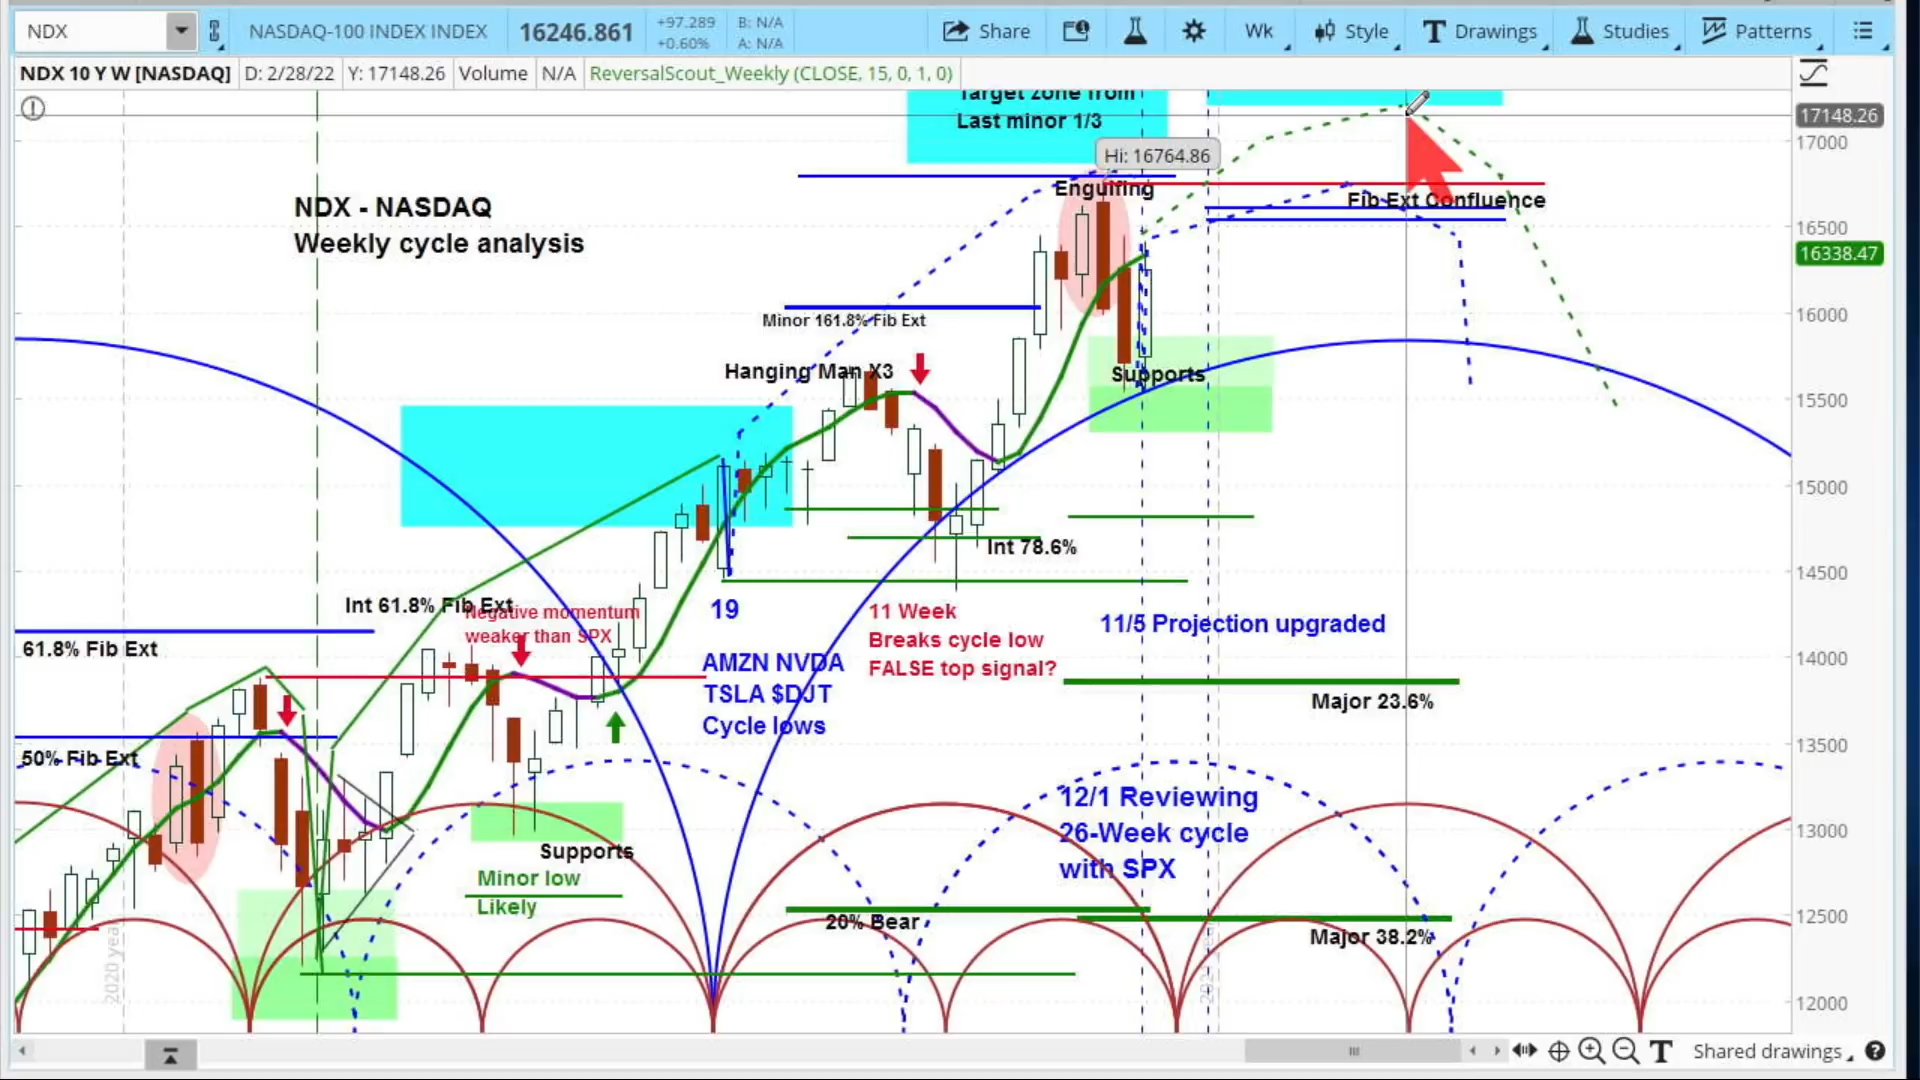 NDX
NASDAQ-100 INDEX INDEX
16246.861
+97.289
+0.60%
B: N/A
A: N/A
Share
Wk
Style
Drawings
Studies
Patterns
NDX 10 Y W [NASDAQ]
D: 2/28/22
Y: 17148.26
Volume
N/A
ReversalScout_Weekly (CLOSE, 15, 0, 1, 0)
Target zone from
Last minor 1/3
17148.26
17000
Hi: 16764.86
Engulfing
Fib Ext Confluence
NDX - NASDAQ
Weekly cycle analysis
16500
16338.47
Minor 161.8% Fib Ext
16000
Hanging Man X3
Supports
15500
15000
Int 78.6%
14500
Int 61.8% Fib Ext
Negative momentum
weaker than SPX
19
11 Week
Breaks cycle low
FALSE top signal?
11/5 Projection upgraded
61.8% Fib Ext
AMZN NVDA
TSLA $DJT
Cycle lows
14000
Major 23.6%
50% Fib Ext
13500
12/1 Reviewing
26-Week cycle
with SPX
13000
Supports
Minor low
Likely
20% Bear
12500
Major 38.2%
2020 year
12000
Shared drawings